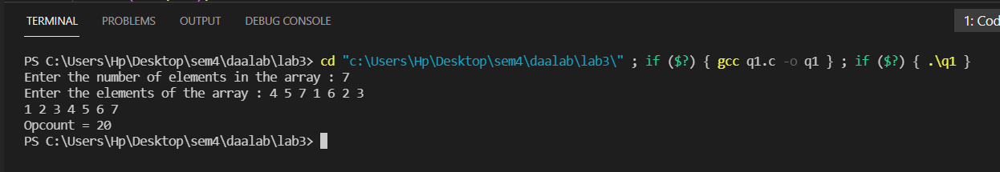 TERMINAL PROBLEMS OUTPUT DEBUG CONSOLE 1: Cod
PS C:\Users\Hp\Desktop\sem4\daalab\lab3> cd "c:\Users\Hp\Desktop\sem4\daalab\lab3\" ; if ($?) { gcc q1.c -o q1 } ; if ($?) { .\q1 }
Enter the number of elements in the array : 7
Enter the elements of the array : 4 5 7 1 6 2 3
1 2 3 4 5 6 7
Opcount = 20
PS C:\Users\Hp\Desktop\sem4\daalab\lab3>